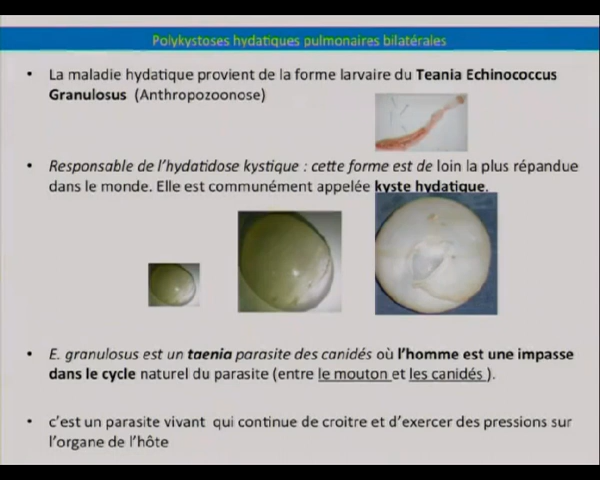 Polykystoses hydatiques pulmonaires bilatérales
• La maladie hydatique provient de la forme larvaire du Teania Echinococcus
Granulosus (Anthropozoonose)
• Responsable de l'hydatidose kystique : cette forme est de loin la plus répandue
dans le monde. Elle est communément appelée kyste hydatique.
• E. granulosus est un taenia parasite des canidés où l'homme est une impasse
dans le cycle naturel du parasite (entre le mouton et les canidés ).
• c'est un parasite vivant qui continue de croitre et d'exercer des pressions sur
l'organe de l'hôte